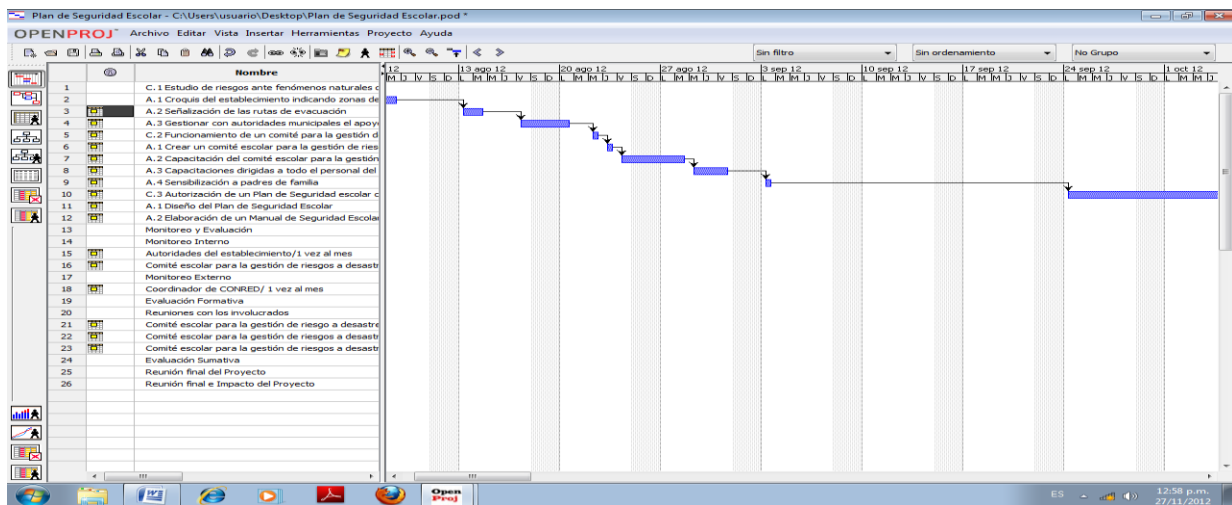 Plan de Seguridad Escolar - C:\Users\usuario\Desktop\Plan de Seguridad Escolar.pod *
OPENPROJ Archivo Editar Vista Insertar Herramientas Proyecto Ayuda
Sin filtro Sin ordenamiento No Grupo
Nombre
12 13 ago 12 20 ago 12 27 ago 12 3 sep 12 10 sep 12 17 sep 12 24 sep 12 1 oct 12
1 C.1 Estudio de riesgos ante fenómenos naturales
2 A.1 Croquis del establecimiento indicando zonas de
3 A.2 Señalización de las rutas de evacuación
4 A.3 Gestionar con autoridades municipales el apoy
5 C.2 Funcionamiento de un comité para la gestión d
6 A.1 Crear un comité escolar para la gestión de ries
7 A.2 Capacitación del comité escolar para la gestión
8 A.3 Capacitaciones dirigidas a todo el personal del
9 A.4 Sensibilización a padres de familia
10 C.3 Autorización de un Plan de Seguridad escolar
11 A.1 Diseño del Plan de Seguridad Escolar
12 A.2 Elaboración de un Manual de Seguridad Escolar
13 Monitoreo y Evaluación
14 Monitoreo Interno
15 Autoridades del establecimiento/1 vez al mes
16 Comité escolar para la gestión de riesgos a desastr
17 Monitoreo Externo
18 Coordinador de CONRED/ 1 vez al mes
19 Evaluación Formativa
20 Reuniones con los involucrados
21 Comité escolar para la gestión de riesgo a desastre
22 Comité escolar para la gestión de riesgos a desastr
23 Comité escolar para la gestión de riesgos a desastr
24 Evaluación Sumativa
25 Reunión final del Proyecto
26 Reunión final e Impacto del Proyecto
Open
Proj
ES
12:58 p.m.
27/11/2012